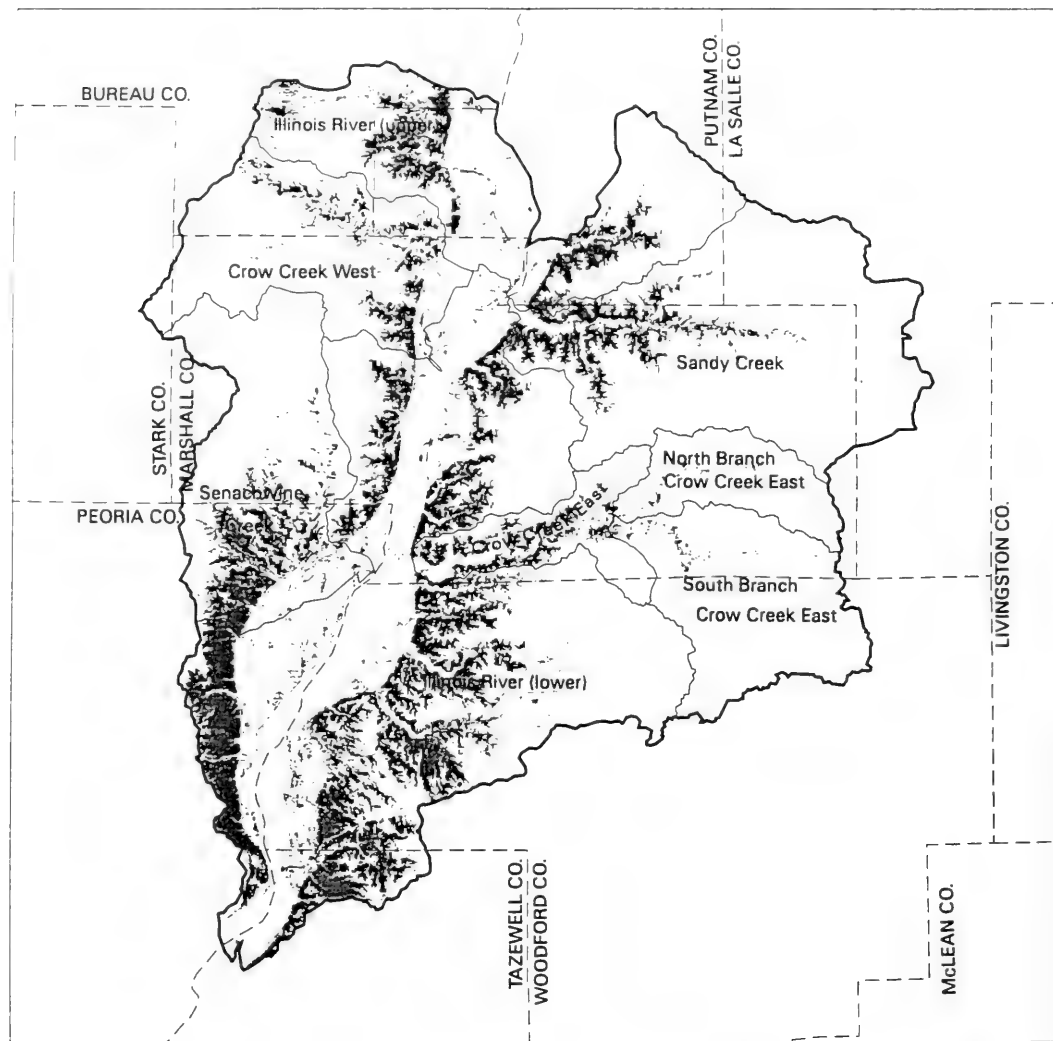 BUREAU CO.
PUTNAM CO.
LA SALLE CO.
Illinois River (upper)
Crow Creek West
Sandy Creek
STARK CO.
MARSHALL CO.
North Branch
Crow Creek East
Senachwine
Creek
PEORIA CO.
Crow Creek East
South Branch
Crow Creek East
LIVINGSTON CO.
Illinois River (lower)
TAZEWELL CO.
WOODFORD CO.
McLEAN CO.